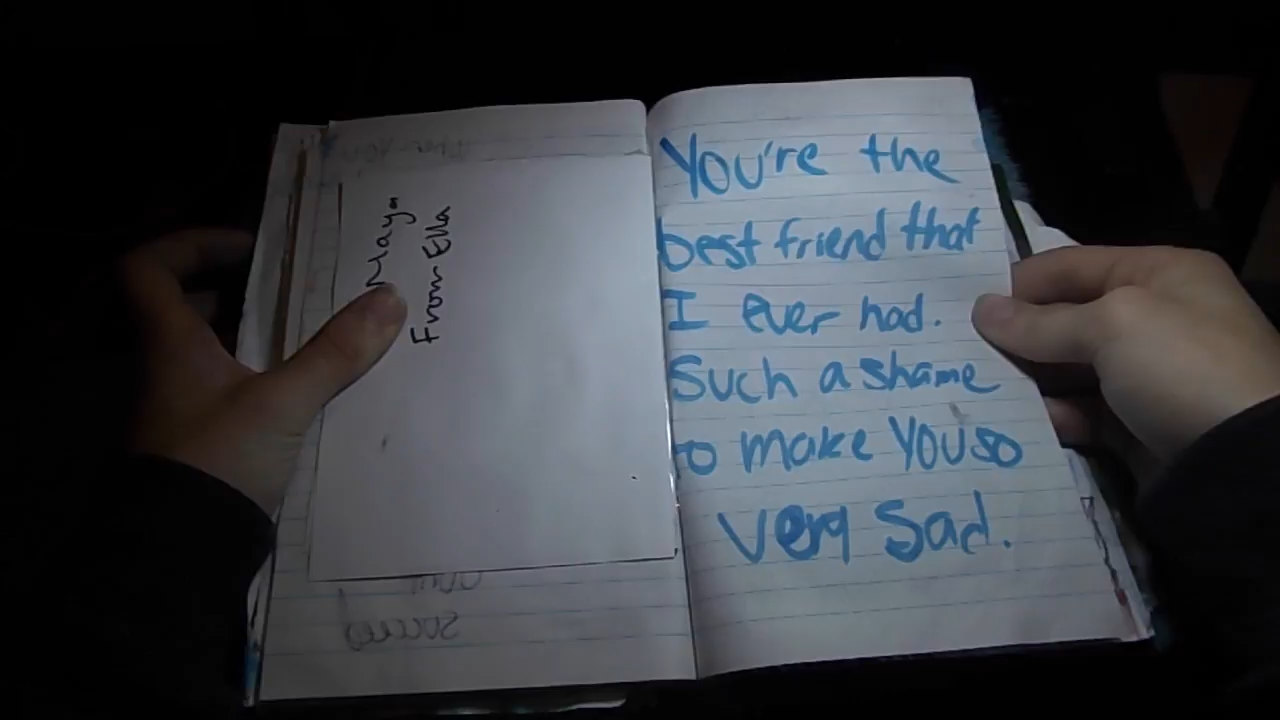 Maya
From Ella
You're the
best friend that
I ever had.
Such a shame
to make you so
very sad.